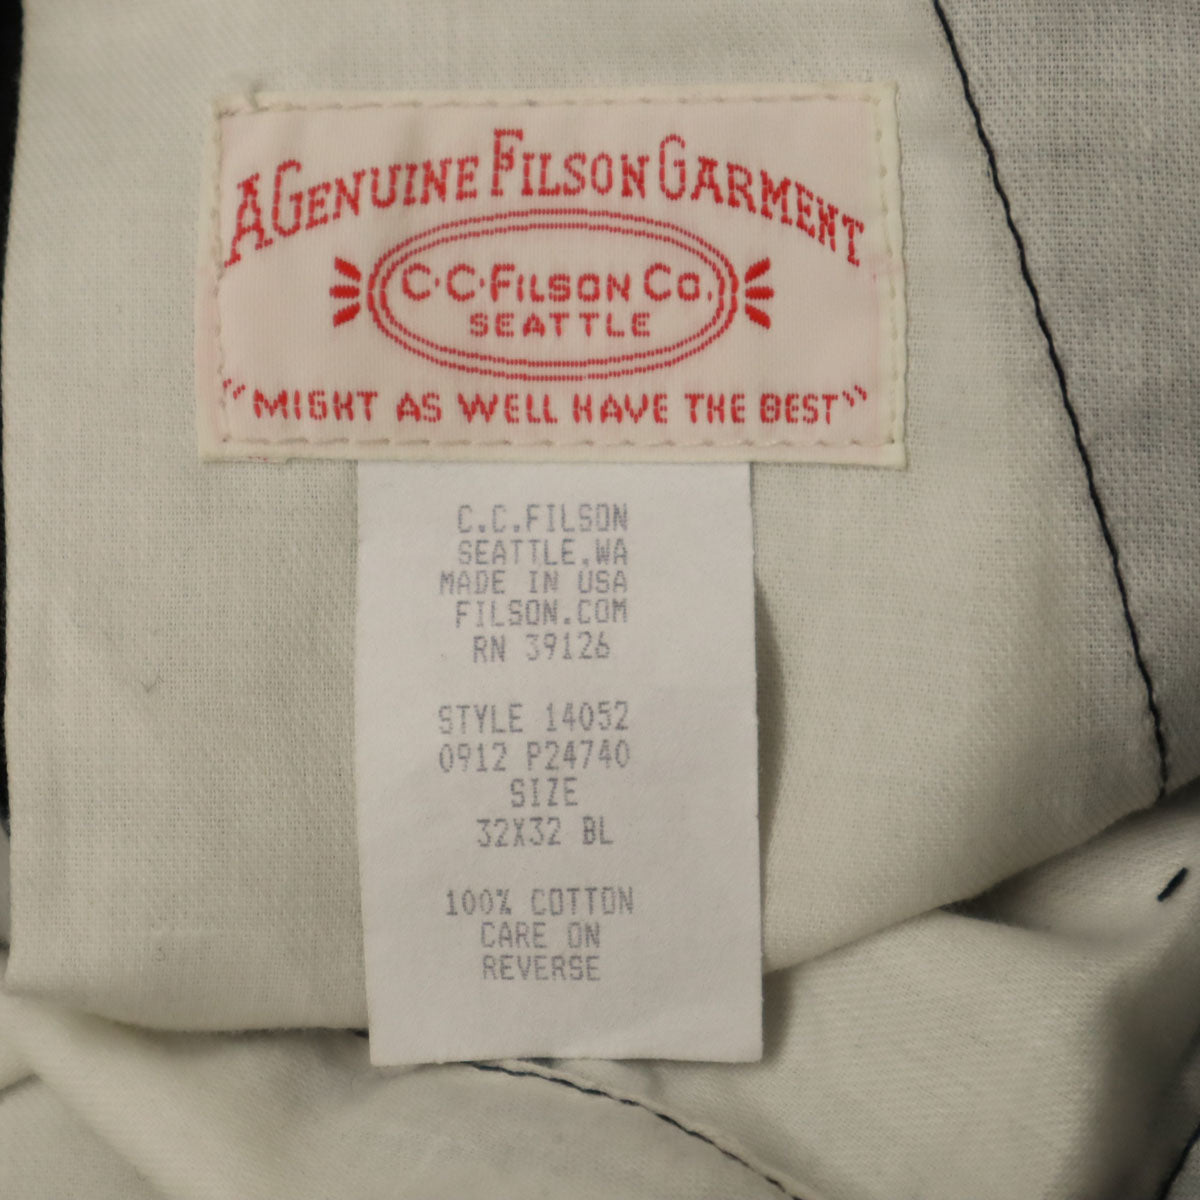 A GENUINE FILSON GARMENT
C·C·FILSON CO.
SEATTLE
"MIGHT AS WELL HAVE THE BEST"
C.C.FILSON
SEATTLE,WA
MADE IN USA
FILSON.COM
RN 39126
STYLE 14052
0912 P24740
SIZE
32X32 BL
100% COTTON
CARE ON
REVERSE